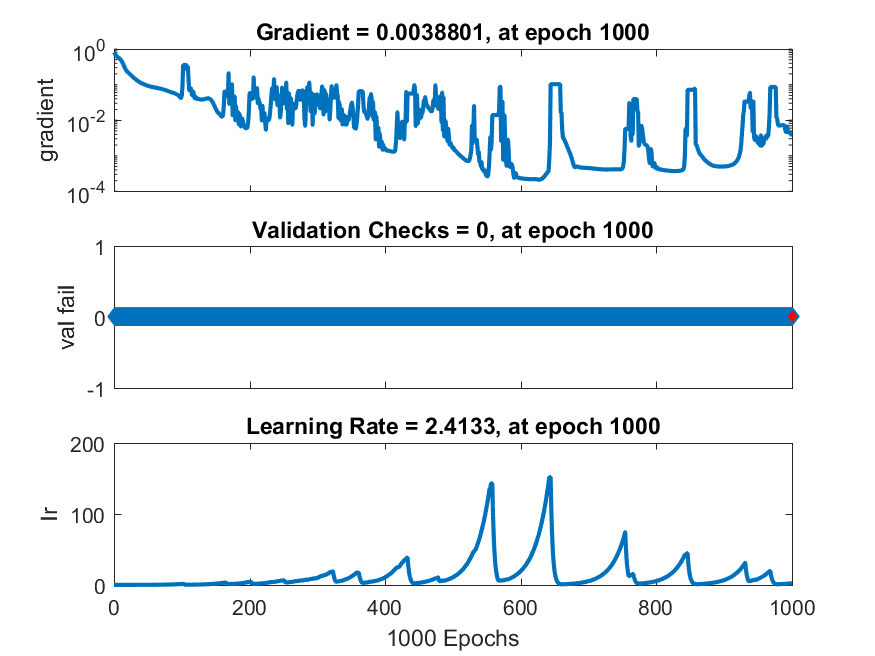 Gradient = 0.0038801, at epoch 1000
10^0
10^-2
10^-4
gradient
Validation Checks = 0, at epoch 1000
1
0
-1
val fail
Learning Rate = 2.4133, at epoch 1000
200
100
0
lr
0 200 400 600 800 1000
1000 Epochs